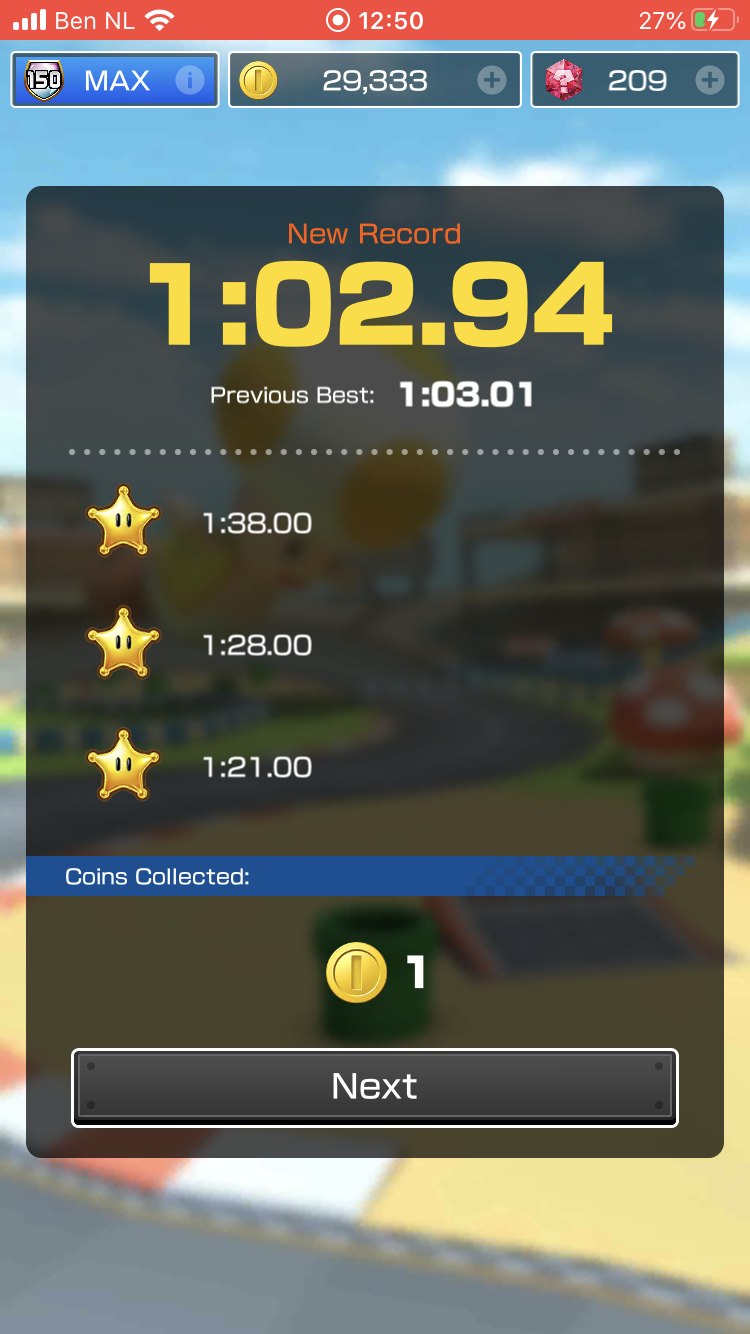 Ben NL 12:50 27%
150 MAX i 29,333 + 209 +
New Record
1:02.94
Previous Best: 1:03.01
1:38.00
1:28.00
1:21.00
Coins Collected:
1
Next